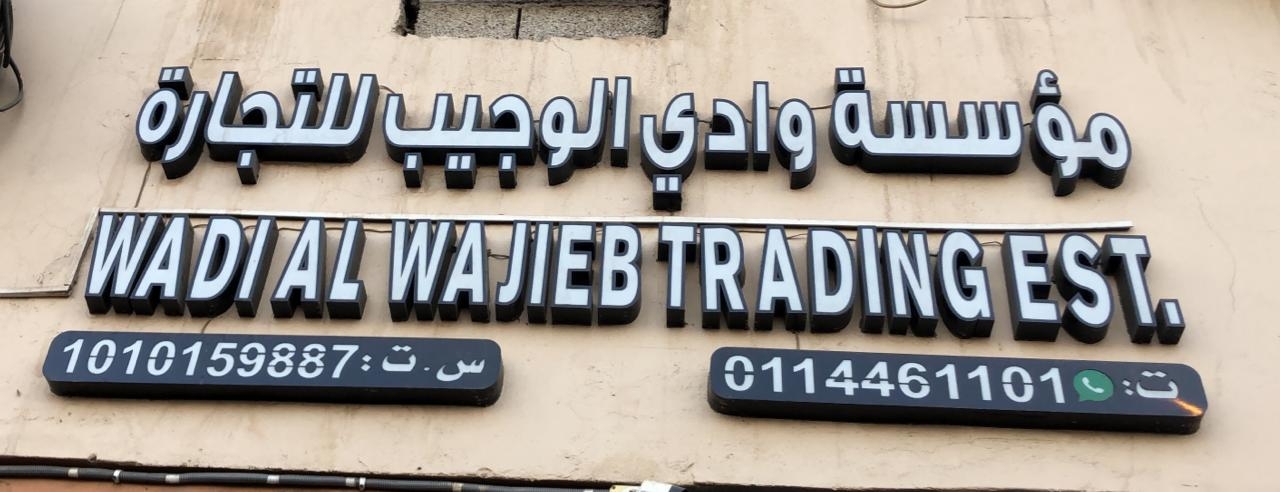 مؤسسة وادي الوجيب للتجارة
WADI AL WAJIEB TRADING EST.
س.ت: 1010159887
ت: 0114461101